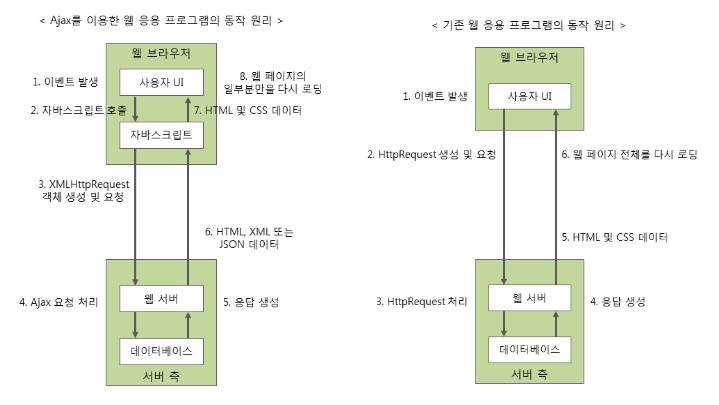 < Ajax를 이용한 웹 응용 프로그램의 동작 원리 >
웹 브라우저
1. 이벤트 발생
사용자 UI
8. 웹 페이지의
일부분만을 다시 로딩
2. 자바스크립트 호출
7. HTML 및 CSS 데이터
자바스크립트
3. XMLHttpRequest
객체 생성 및 요청
6. HTML, XML 또는
JSON 데이터
4. Ajax 요청 처리
웹 서버
5. 응답 생성
데이터베이스
서버 측
< 기존 웹 응용 프로그램의 동작 원리 >
웹 브라우저
1. 이벤트 발생
사용자 UI
2. HttpRequest 생성 및 요청
6. 웹 페이지 전체를 다시 로딩
5. HTML 및 CSS 데이터
3. HttpRequest 처리
웹 서버
4. 응답 생성
데이터베이스
서버 측